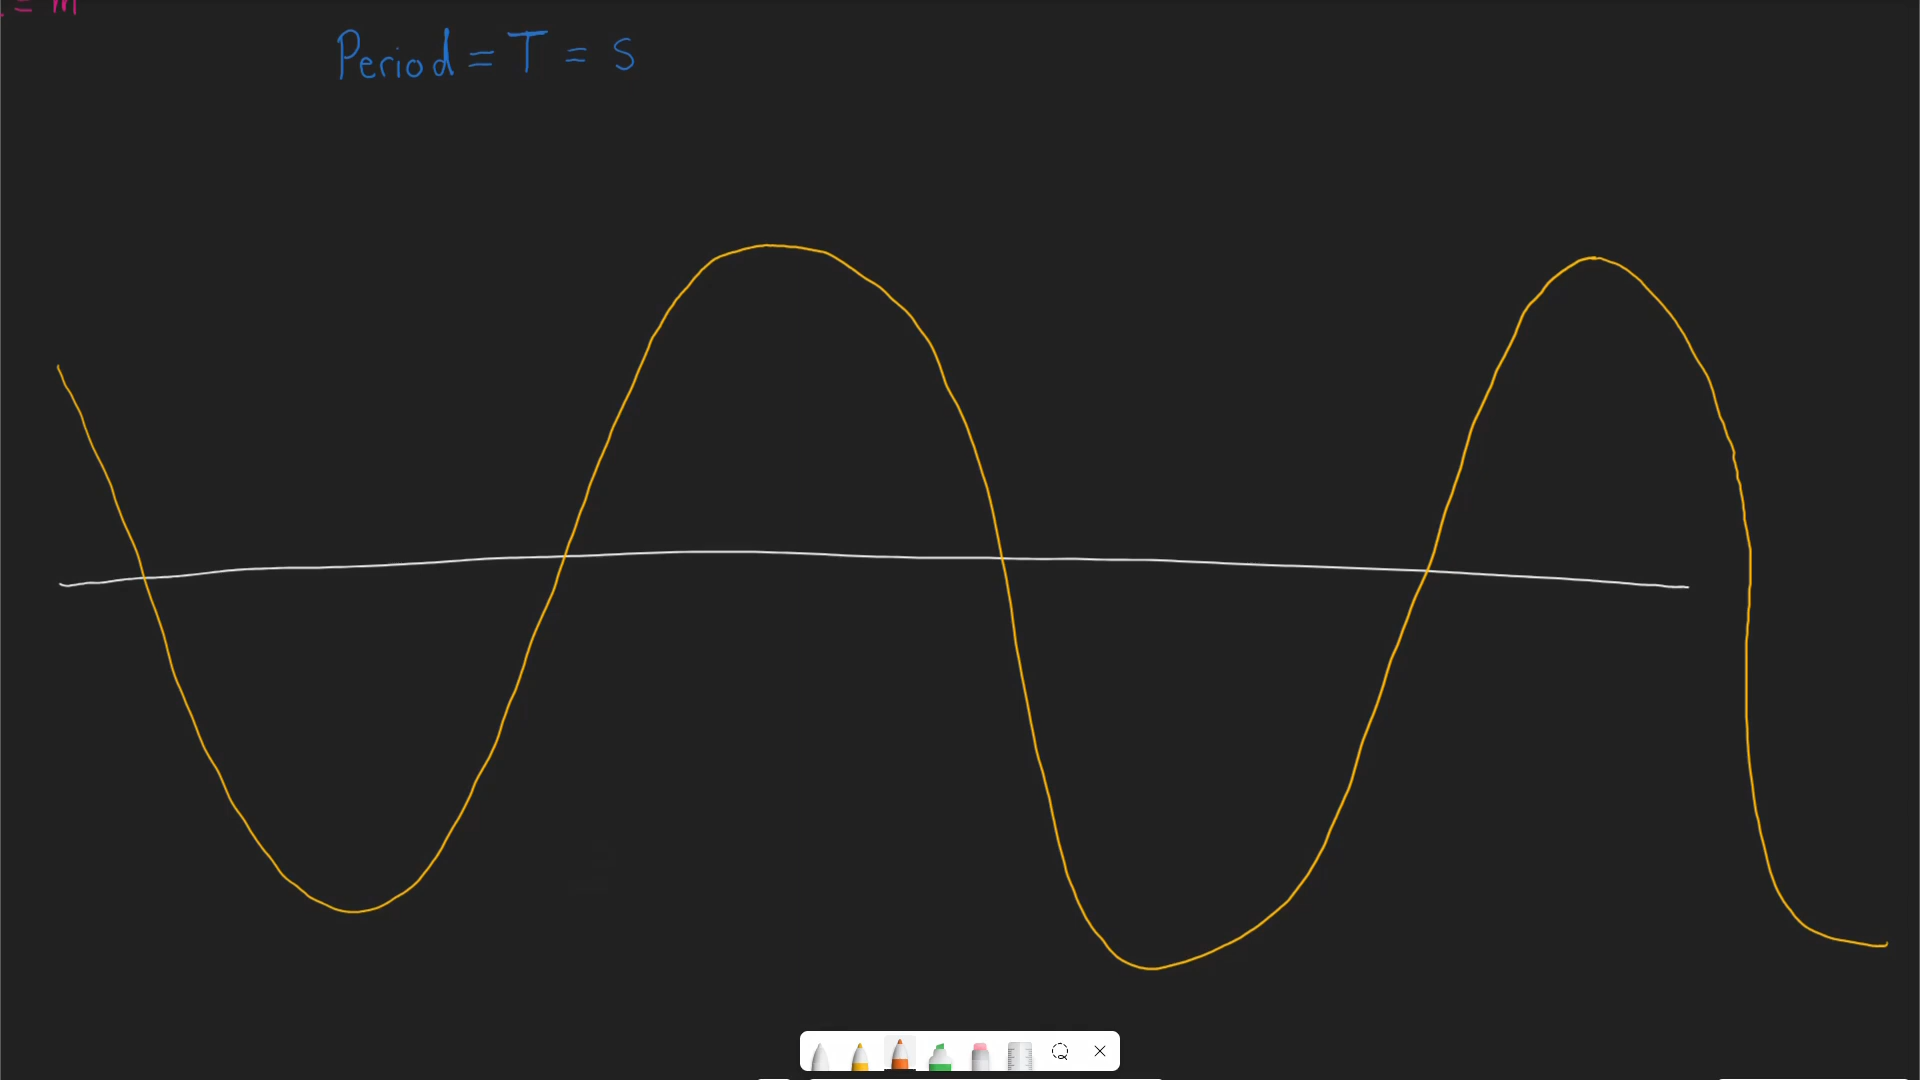 = m
Period = T = s